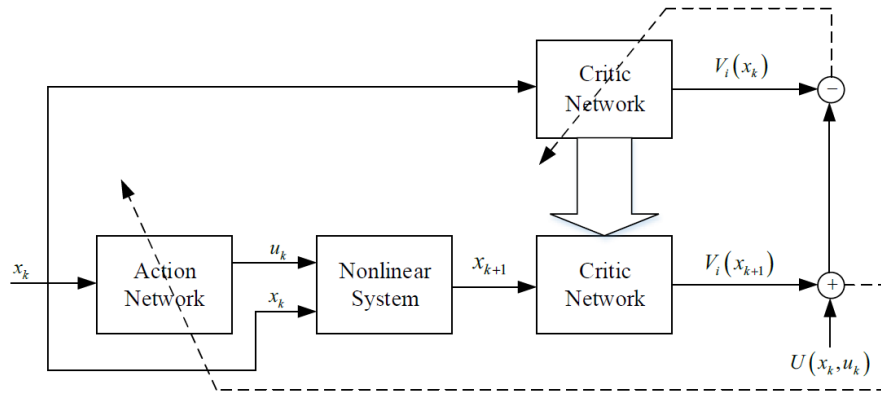 Critic
Network
V_i(x_k)
−
x_k
Action
Network
u_k
x_k
Nonlinear
System
x_{k+1}
Critic
Network
V_i(x_{k+1})
+
U(x_k,u_k)